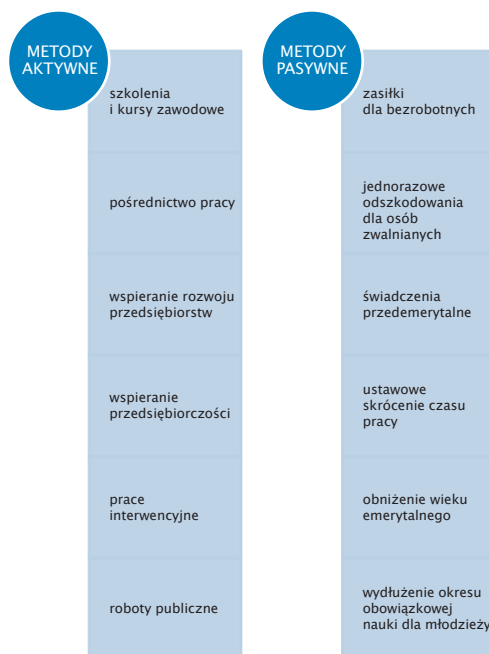 METODY
AKTYWNE
szkolenia
i kursy zawodowe
pośrednictwo pracy
wspieranie rozwoju
przedsiębiorstw
wspieranie
przedsiębiorczości
prace
interwencyjne
roboty publiczne
METODY
PASYWNE
zasiłki
dla bezrobotnych
jednorazowe
odszkodowania
dla osób
zwalnianych
świadczenia
przedemerytalne
ustawowe
skrócenie czasu
pracy
obniżenie wieku
emerytalnego
wydłużenie okresu
obowiązkowej
nauki dla młodzieży